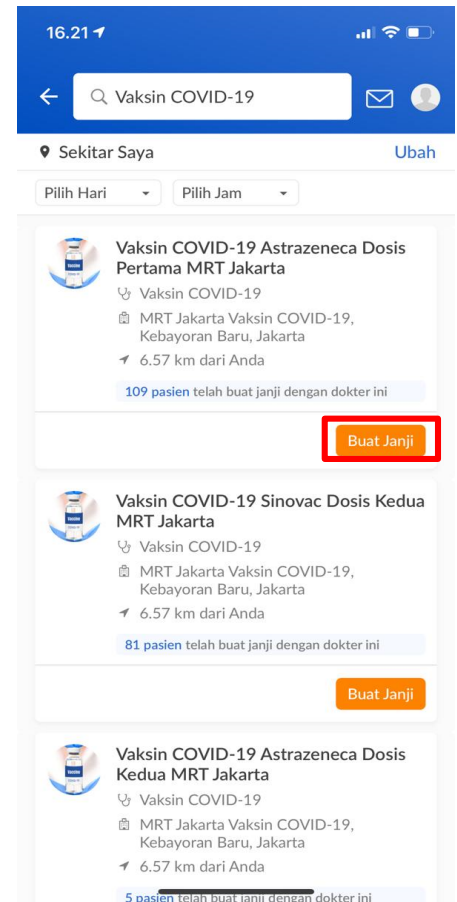 16.21
Vaksin COVID-19
Sekitar Saya Ubah
Pilih Hari Pilih Jam
Vaksin COVID-19 Astrazeneca Dosis
Pertama MRT Jakarta
Vaksin COVID-19
MRT Jakarta Vaksin COVID-19,
Kebayoran Baru, Jakarta
6.57 km dari Anda
109 pasien telah buat janji dengan dokter ini
Buat Janji
Vaksin COVID-19 Sinovac Dosis Kedua
MRT Jakarta
Vaksin COVID-19
MRT Jakarta Vaksin COVID-19,
Kebayoran Baru, Jakarta
6.57 km dari Anda
81 pasien telah buat janji dengan dokter ini
Buat Janji
Vaksin COVID-19 Astrazeneca Dosis
Kedua MRT Jakarta
Vaksin COVID-19
MRT Jakarta Vaksin COVID-19,
Kebayoran Baru, Jakarta
6.57 km dari Anda
5 pasien telah buat janji dengan dokter ini